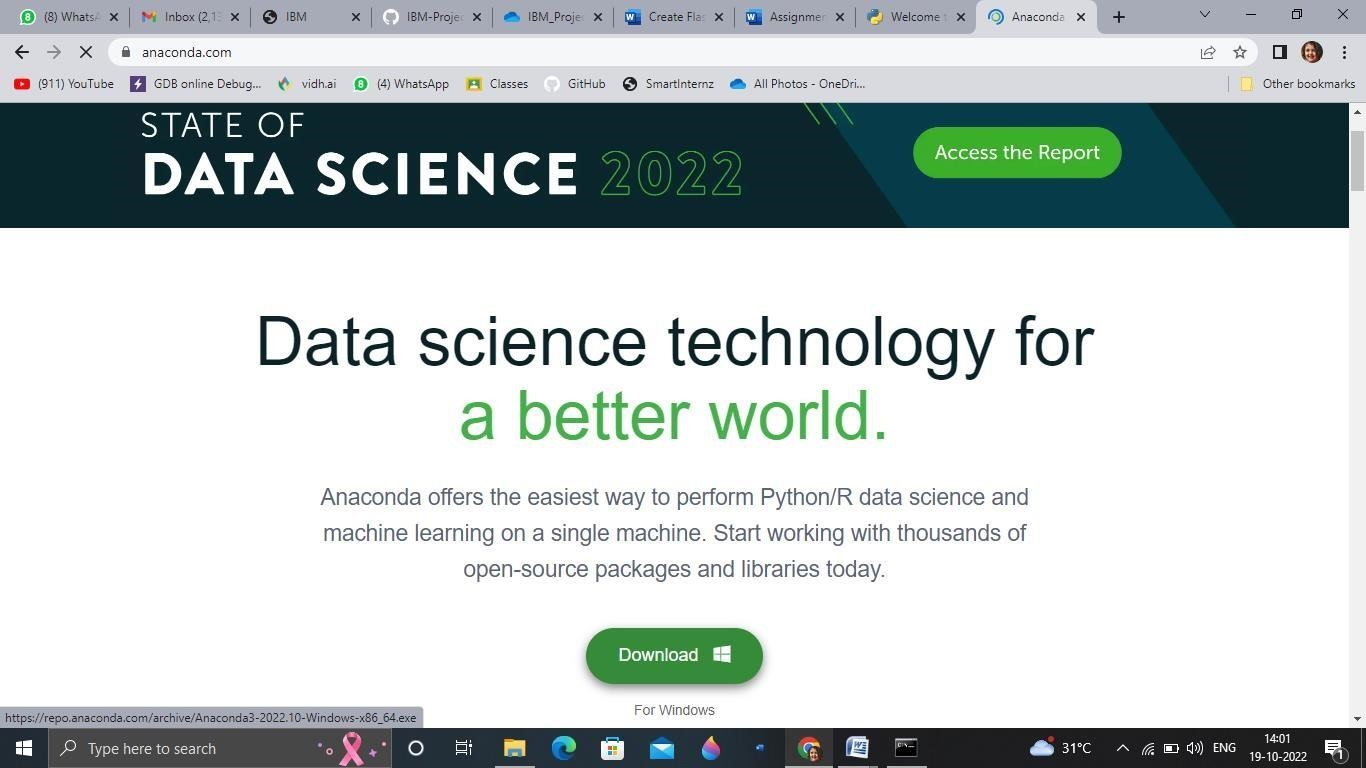 (8) WhatsA
Inbox (2,13
IBM
IBM-Projec
IBM_Projec
Create Flas
Assignmen
Welcome t
Anaconda
anaconda.com
(911) YouTube
GDB online Debug...
vidh.ai
(4) WhatsApp
Classes
GitHub
SmartInternz
All Photos - OneDri...
Other bookmarks
STATE OF
DATA SCIENCE 2022
Access the Report
Data science technology for
a better world.
Anaconda offers the easiest way to perform Python/R data science and
machine learning on a single machine. Start working with thousands of
open-source packages and libraries today.
Download
For Windows
https://repo.anaconda.com/archive/Anaconda3-2022.10-Windows-x86_64.exe
Type here to search
31°C
ENG
14:01
19-10-2022
1